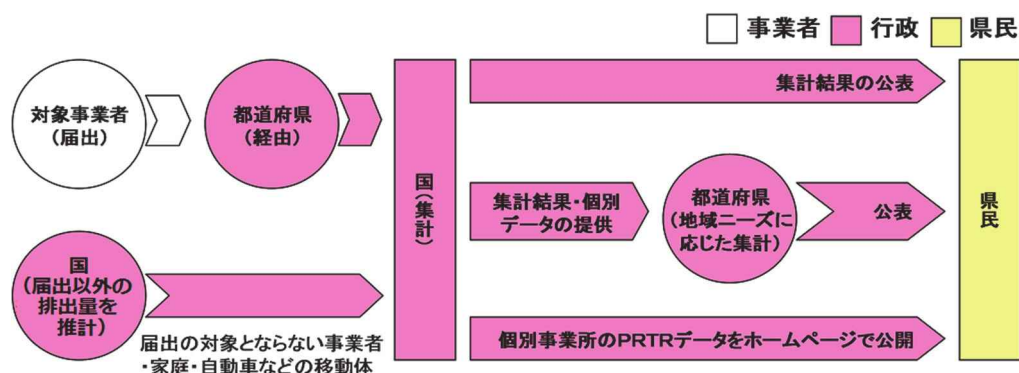 事業者 行政 県民
対象事業者
（届出）
都道府県
（経由）
国（集計）
集計結果の公表
集計結果・個別
データの提供
都道府県
（地域ニーズに
応じた集計）
公表
県民
国
（届出以外の
排出量を
推計）
届出の対象とならない事業者
・家庭・自動車などの移動体
個別事業所のPRTRデータをホームページで公開